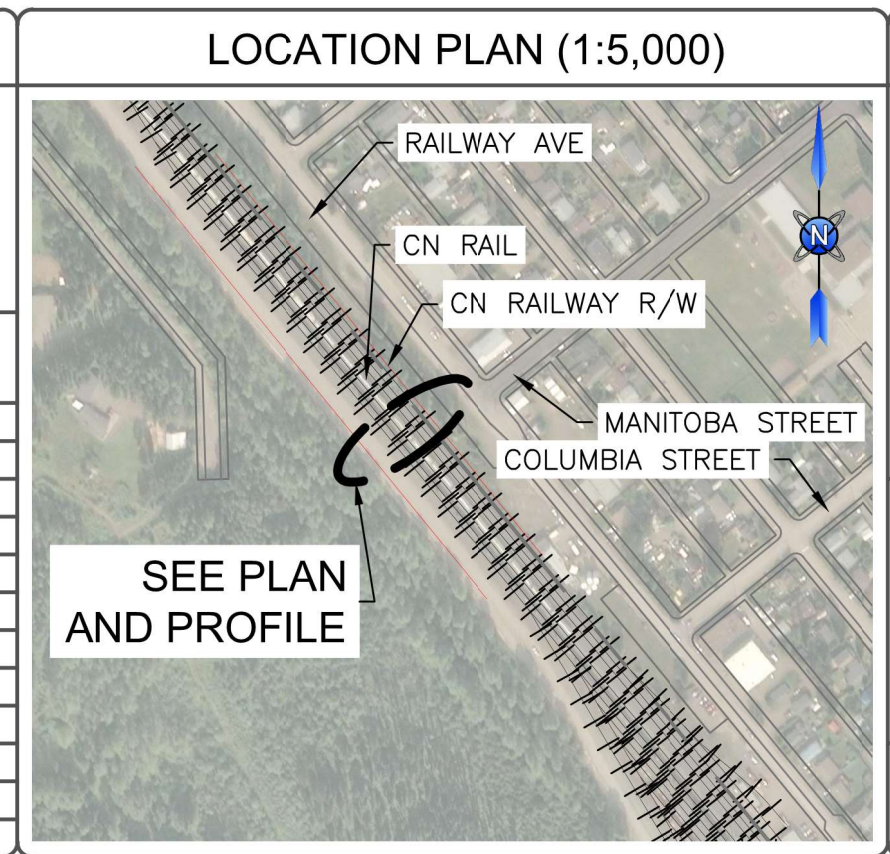 LOCATION PLAN (1:5,000)
RAILWAY AVE
N
CN RAIL
CN RAILWAY R/W
MANITOBA STREET
COLUMBIA STREET
SEE PLAN
AND PROFILE